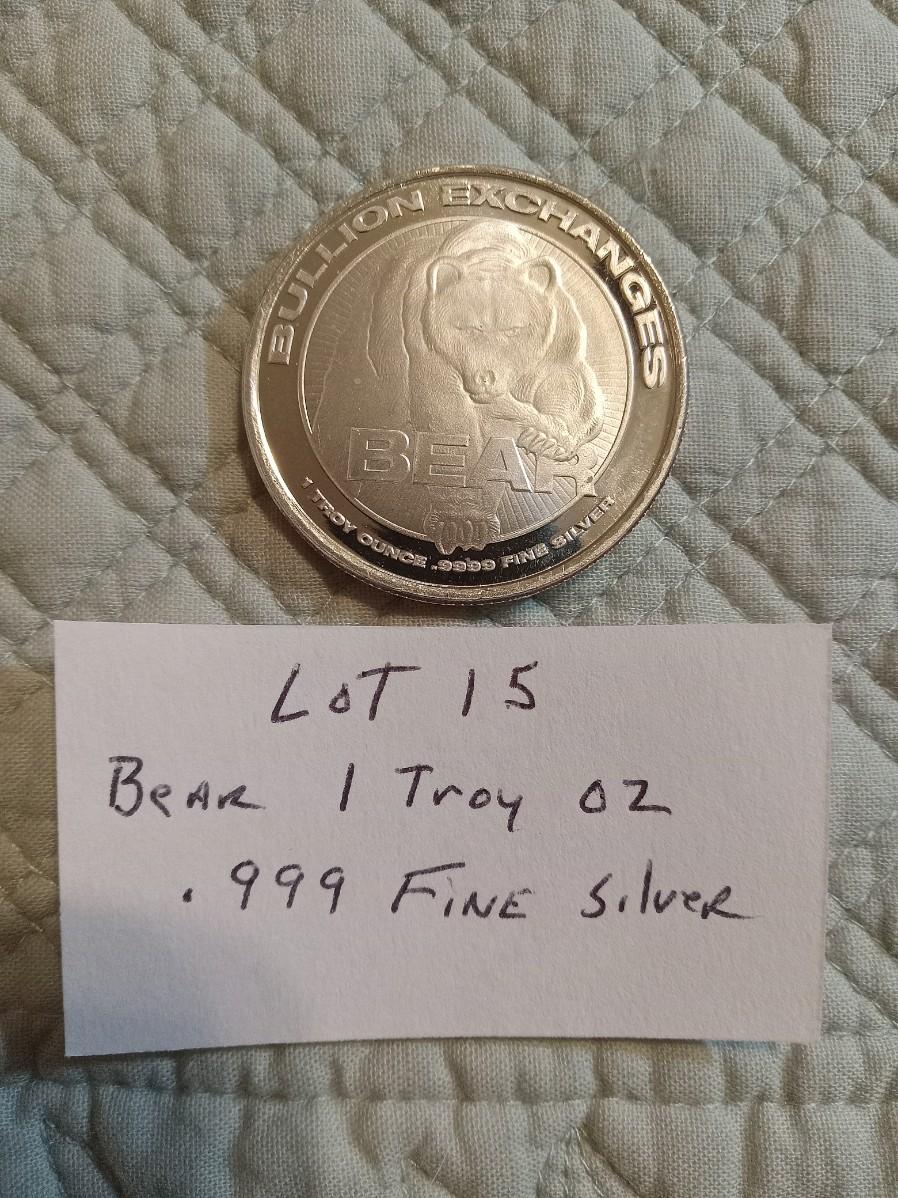 BULLION EXCHANGES
BEAR
1 TROY OUNCE .9999 FINE SILVER
LOT 15
BeAR 1 Troy oz
.999 FINE SilveR